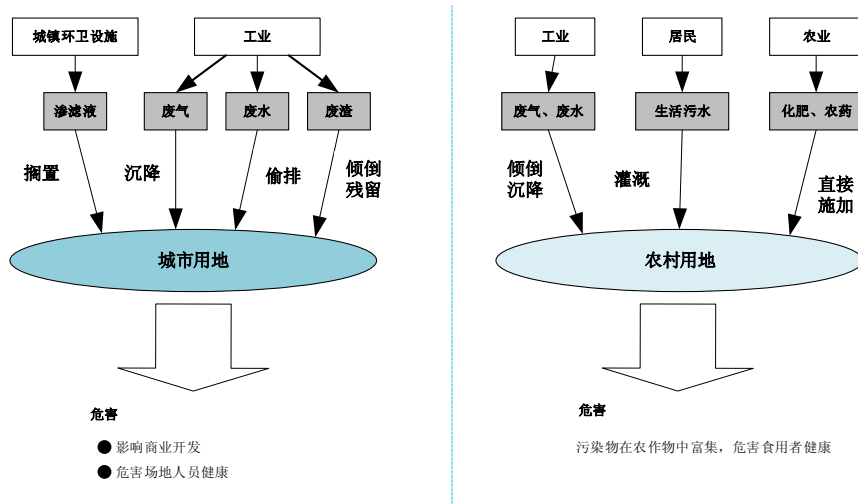 城镇环卫设施
工业
渗滤液
废气
废水
废渣
搁置
沉降
偷排
倾倒
残留
城市用地
危害
影响商业开发
危害场地人员健康
工业
居民
农业
废气、废水
生活污水
化肥、农药
倾倒
沉降
灌溉
直接
施加
农村用地
危害
污染物在农作物中富集，危害食用者健康